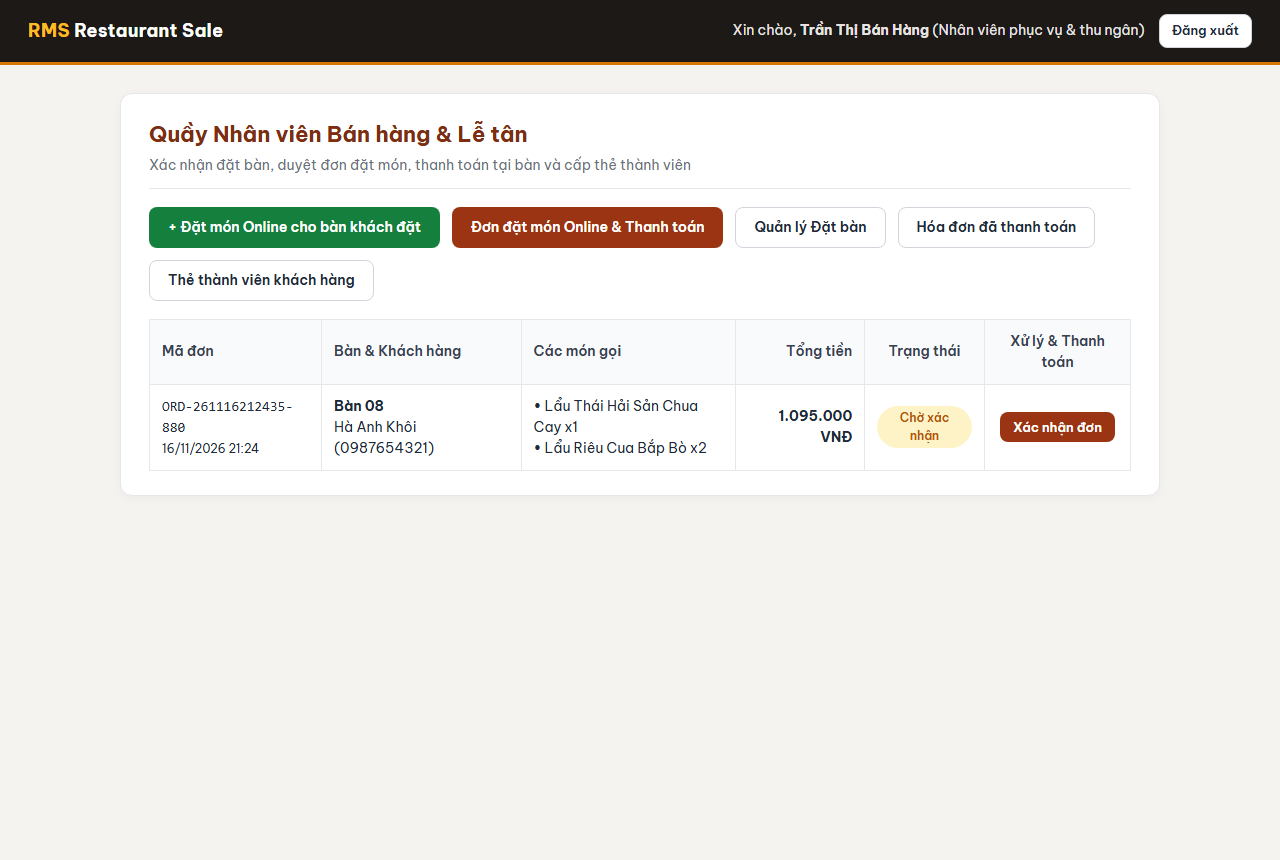 RMS Restaurant Sale
Xin chào, Trần Thị Bán Hàng (Nhân viên phục vụ & thu ngân)
Đăng xuất
Quầy Nhân viên Bán hàng & Lễ tân
Xác nhận đặt bàn, duyệt đơn đặt món, thanh toán tại bàn và cấp thẻ thành viên
+ Đặt món Online cho bàn khách đặt
Đơn đặt món Online & Thanh toán
Quản lý Đặt bàn
Hóa đơn đã thanh toán
Thẻ thành viên khách hàng
Mã đơn
Bàn & Khách hàng
Các món gọi
Tổng tiền
Trạng thái
Xử lý & Thanh
toán
ORD-261116212435-
880
16/11/2026 21:24
Bàn 08
Hà Anh Khôi
(0987654321)
• Lẩu Thái Hải Sản Chua
Cay x1
• Lẩu Riêu Cua Bắp Bò x2
1.095.000
VNĐ
Chờ xác
nhận
Xác nhận đơn